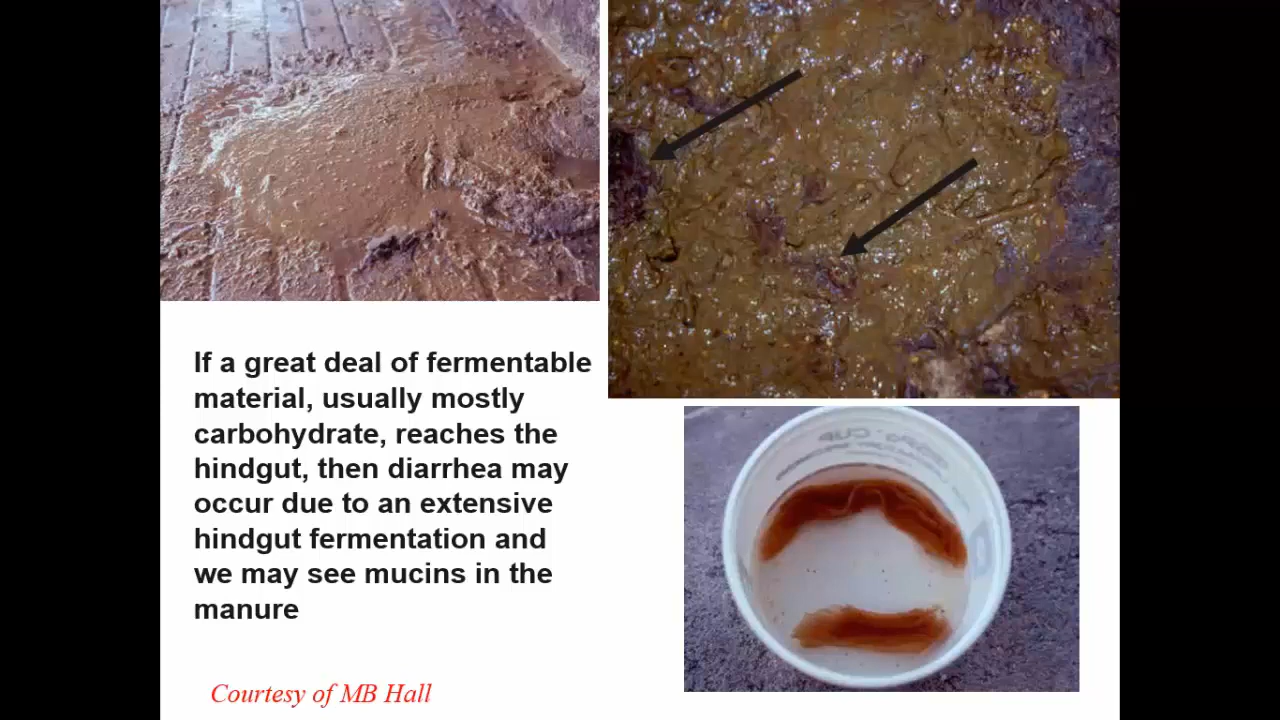 If a great deal of fermentable
material, usually mostly
carbohydrate, reaches the
hindgut, then diarrhea may
occur due to an extensive
hindgut fermentation and
we may see mucins in the
manure
Courtesy of MB Hall